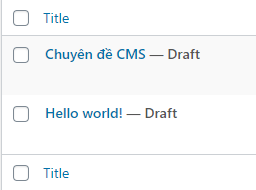 Title
Chuyên đề CMS — Draft
Hello world! — Draft
Title